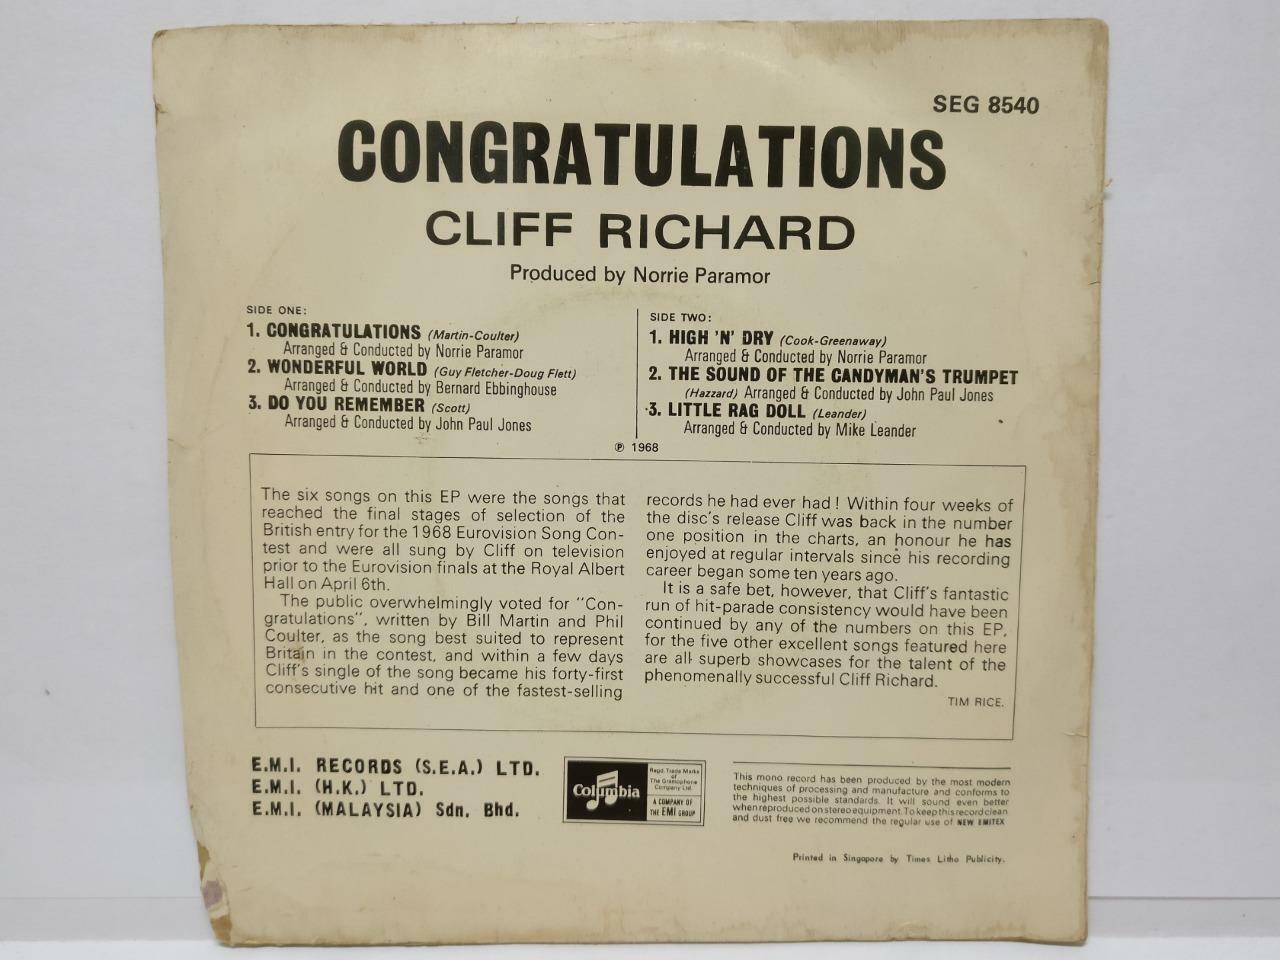 SEG 8540
CONGRATULATIONS
CLIFF RICHARD
Produced by Norrie Paramor
SIDE ONE:
1. CONGRATULATIONS (Martin-Coulter)
Arranged & Conducted by Norrie Paramor
2. WONDERFUL WORLD (Guy Fletcher-Doug Flett)
Arranged & Conducted by Bernard Ebbinghouse
3. DO YOU REMEMBER (Scott)
Arranged & Conducted by John Paul Jones
SIDE TWO:
1. HIGH 'N' DRY (Cook-Greenaway)
Arranged & Conducted by Norrie Paramor
2. THE SOUND OF THE CANDYMAN'S TRUMPET
(Hazzard) Arranged & Conducted by John Paul Jones
3. LITTLE RAG DOLL (Leander)
Arranged & Conducted by Mike Leander
℗ 1968
The six songs on this EP were the songs that
reached the final stages of selection of the
British entry for the 1968 Eurovision Song Con-
test and were all sung by Cliff on television
prior to the Eurovision finals at the Royal Albert
Hall on April 6th.
The public overwhelmingly voted for "Con-
gratulations", written by Bill Martin and Phil
Coulter, as the song best suited to represent
Britain in the contest, and within a few days
Cliff's single of the song became his forty-first
consecutive hit and one of the fastest-selling
records he had ever had! Within four weeks of
the disc's release Cliff was back in the number
one position in the charts, an honour he has
enjoyed at regular intervals since his recording
career began some ten years ago.
It is a safe bet, however, that Cliff's fantastic
run of hit-parade consistency would have been
continued by any of the numbers on this EP,
for the five other excellent songs featured here
are all superb showcases for the talent of the
phenomenally successful Cliff Richard.
TIM RICE.
E.M.I. RECORDS (S.E.A.) LTD.
E.M.I. (H.K.) LTD.
E.M.I. (MALAYSIA) Sdn. Bhd.
Columbia
Regd. Trade Marks
of
The Gramophone
Company Ltd.
A COMPANY OF
THE EMI GROUP
This mono record has been produced by the most modern
techniques of processing and manufacture and conforms to
the highest possible standards. It will sound even better
when reproduced on stereo equipment. To keep this record clean
and dust free we recommend the regular use of NEW EMITEX
Printed in Singapore by Times Litho Publicity.